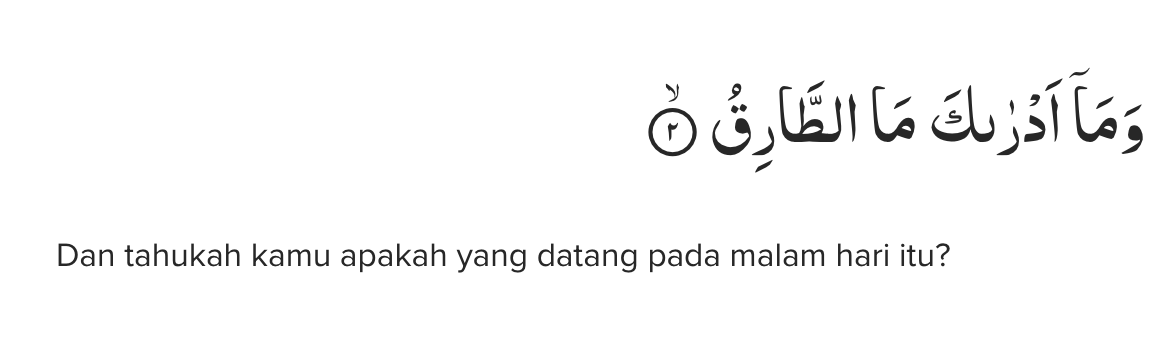 وَمَآ اَدْرٰىكَ مَا الطَّارِقُ ۙ ٢
Dan tahukah kamu apakah yang datang pada malam hari itu?